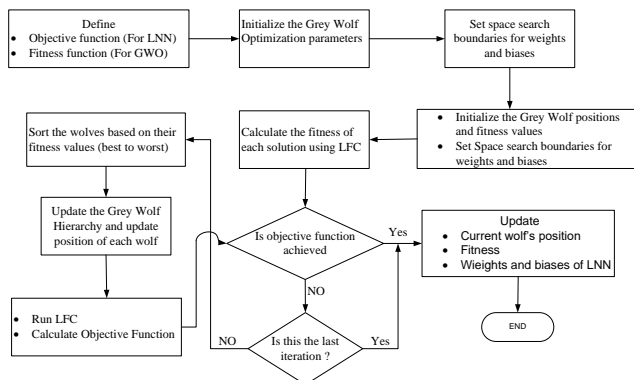 Define
• Objective function (For LNN)
• Fitness function (For GWO)
Initialize the Grey Wolf
Optimization parameters
Set space search
boundaries for weights
and biases
• Initialize the Grey Wolf positions
and fitness values
• Set Space search boundaries for
weights and biases
Calculate the fitness of
each solution using LFC
Sort the wolves based on their
fitness values (best to worst)
Update the Grey Wolf
Hierarchy and update
position of each wolf
• Run LFC
• Calculate Objective Function
Is objective function
achieved
Yes
NO
Is this the last
iteration ?
NO
Yes
Update
• Current wolf's position
• Fitness
• Wieights and biases of LNN
END